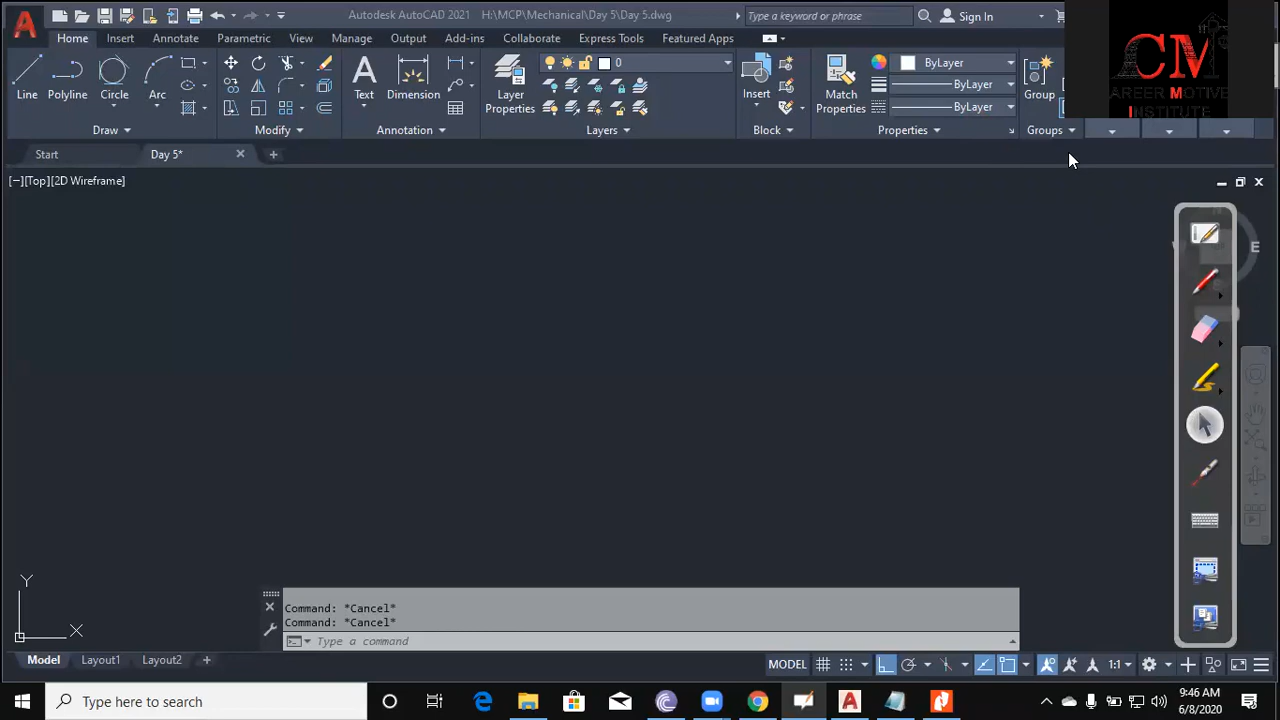 Autodesk AutoCAD 2021 H:\MCP\Mechanical\Day 5\Day 5.dwg
Type a keyword or phrase
Sign In
Home Insert Annotate Parametric View Manage Output Add-ins Collaborate Express Tools Featured Apps
0
ByLayer
ByLayer
ByLayer
Line Polyline Circle Arc Text Dimension Layer Properties Insert Match Properties Group
Draw Modify Annotation Layers Block Properties Groups
CM
AREER MOTIVE
INSTITUTE
Start Day 5*
[−][Top][2D Wireframe]
E
Y
X
Command: *Cancel*
Command: *Cancel*
Type a command
Model Layout1 Layout2
MODEL
1:1
Type here to search
9:46 AM
6/8/2020